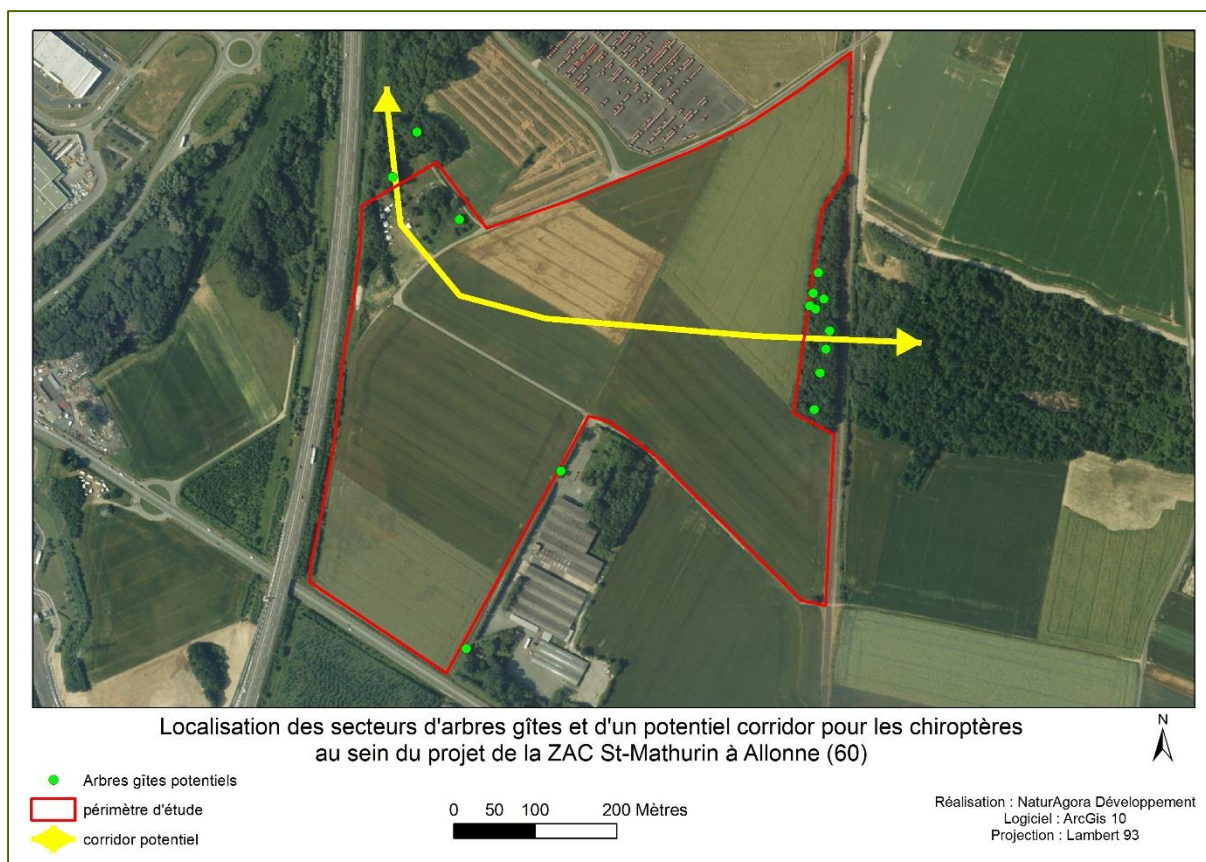 Localisation des secteurs d'arbres gîtes et d'un potentiel corridor pour les chiroptères
au sein du projet de la ZAC St-Mathurin à Allonne (60)
N
Arbres gîtes potentiels
périmètre d'étude
corridor potentiel
0 50 100 200 Mètres
Réalisation : NaturAgora Développement
Logiciel : ArcGis 10
Projection : Lambert 93